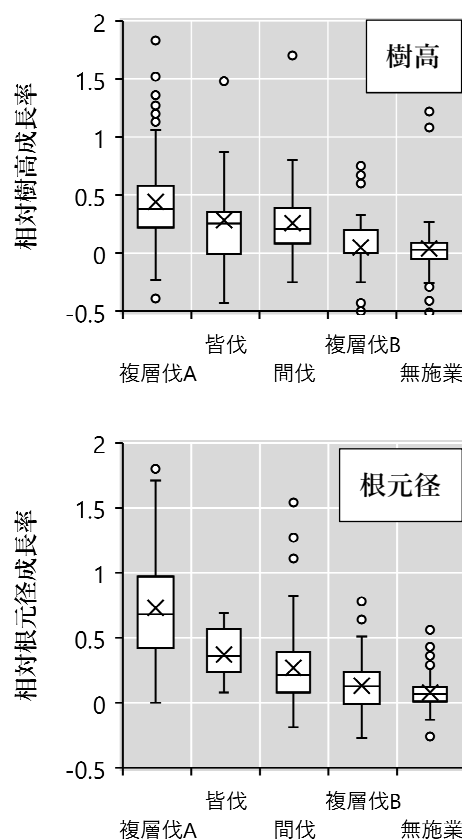 樹高
相対樹高成長率
2
1.5
1
0.5
0
-0.5
皆伐
複層伐B
複層伐A
間伐
無施業
根元径
相対根元径成長率
2
1.5
1
0.5
0
-0.5
皆伐
複層伐B
複層伐A
間伐
無施業